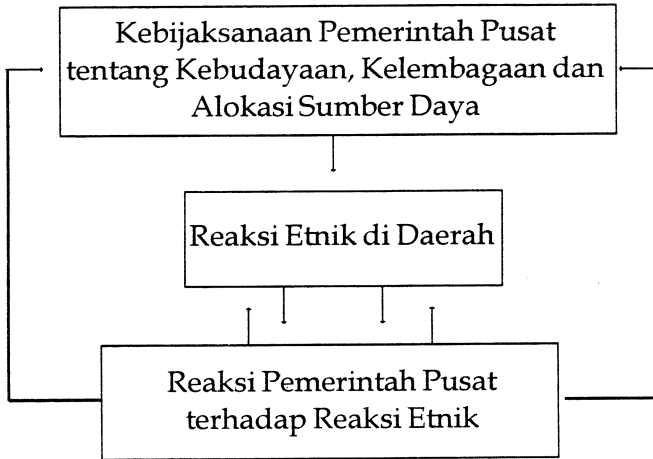 Kebijaksanaan Pemerintah Pusat
tentang Kebudayaan, Kelembagaan dan
Alokasi Sumber Daya
Reaksi Etnik di Daerah
Reaksi Pemerintah Pusat
terhadap Reaksi Etnik